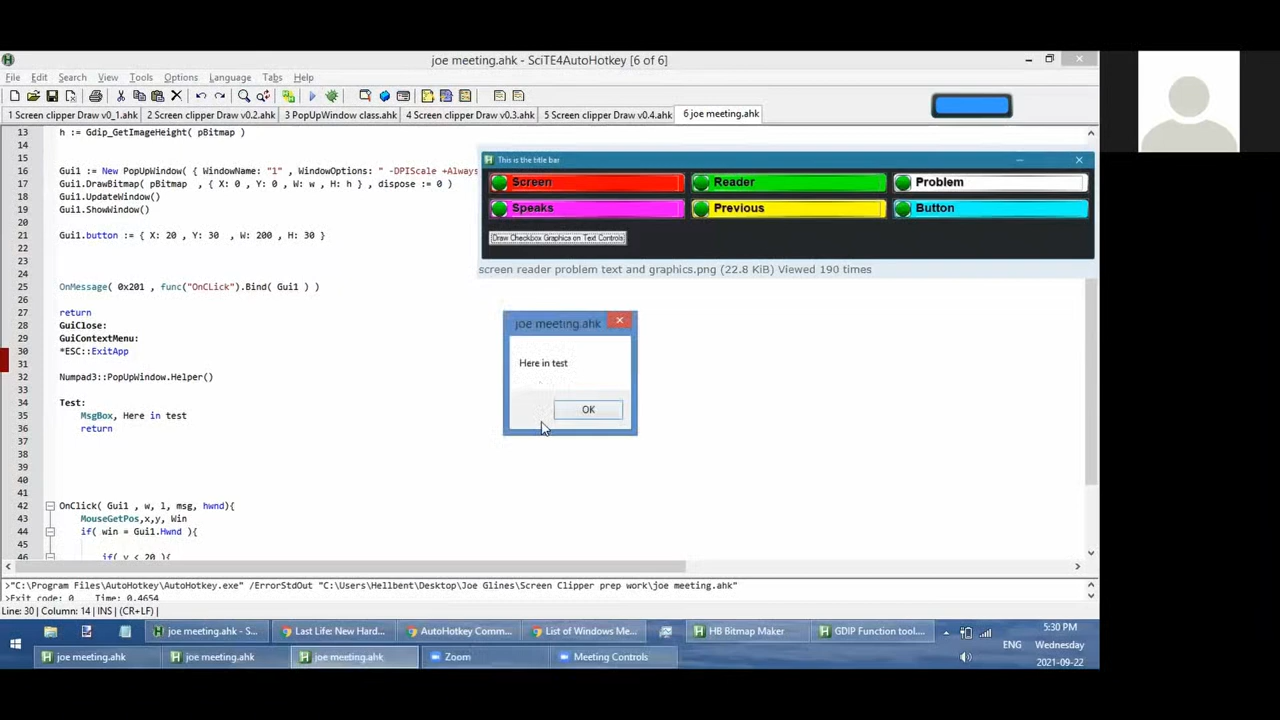 joe meeting.ahk - SciTE4AutoHotkey [6 of 6]
File Edit Search View Tools Options Language Tabs Help
1 Screen clipper Draw v0_1.ahk 2 Screen clipper Draw v0.2.ahk 3 PopUpWindow class.ahk 4 Screen clipper Draw v0.3.ahk 5 Screen clipper Draw v0.4.ahk 6 joe meeting.ahk
13 h := Gdip_GetImageHeight( pBitmap )
14
15
16 Gui1 := New PopUpWindow( { WindowName: "1" , WindowOptions: " -DPIScale +Always
17 Gui1.DrawBitmap( pBitmap , { X: 0 , Y: 0 , W: w , H: h } , dispose := 0 )
18 Gui1.UpdateWindow()
19 Gui1.ShowWindow()
20
21 Gui1.button := { X: 20 , Y: 30 , W: 200 , H: 30 }
22
23
24
25 OnMessage( 0x201 , func("OnCLick").Bind( Gui1 ) )
26
27 return
28 GuiClose:
29 GuiContextMenu:
30 *ESC::ExitApp
31
32 Numpad3::PopUpWindow.Helper()
33
34 Test:
35 MsgBox, Here in test
36 return
37
38
39
40
41
42 OnClick( Gui1 , w, l, msg, hwnd){
43 MouseGetPos,x,y, Win
44 if( win = Gui1.Hwnd ){
45
46 if( y < 20 ){
This is the title bar
Screen Reader Problem
Speaks Previous Button
Draw Checkbox Graphics on Text Controls
screen reader problem text and graphics.png (22.8 KiB) Viewed 190 times
joe meeting.ahk
Here in test
OK
>"C:\Program Files\AutoHotkey\AutoHotkey.exe" /ErrorStdOut "C:\Users\Hellbent\Desktop\Joe Glines\Screen Clipper prep work\joe meeting.ahk"
>Exit code: 0 Time: 0.4654
Line: 30 | Column: 14 | INS | (CR+LF) |
joe meeting.ahk - S... Last Life: New Hard... AutoHotkey Comm... List of Windows Me... HB Bitmap Maker GDIP Function tool....
joe meeting.ahk joe meeting.ahk joe meeting.ahk Zoom Meeting Controls
ENG
5:30 PM
Wednesday
2021-09-22